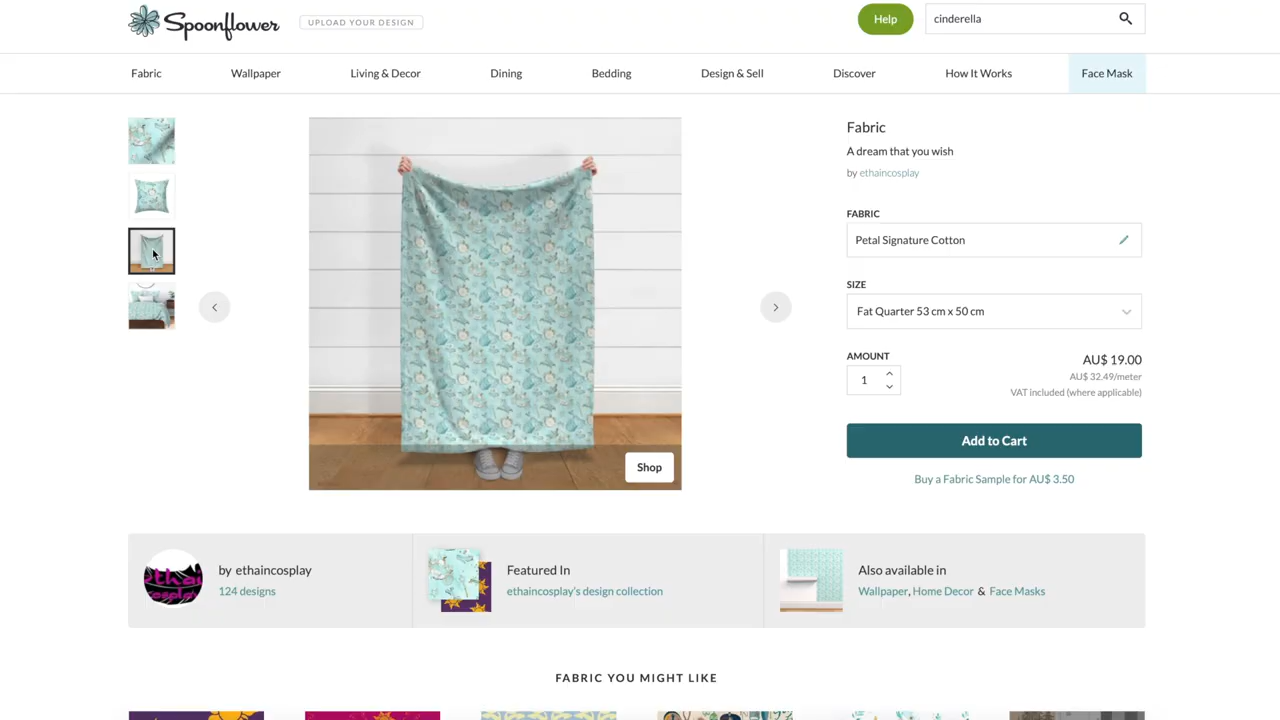 Spoonflower
UPLOAD YOUR DESIGN
Help
cinderella
Fabric
Wallpaper
Living & Decor
Dining
Bedding
Design & Sell
Discover
How It Works
Face Mask
Fabric
A dream that you wish
by ethaincosplay
FABRIC
Petal Signature Cotton
SIZE
Fat Quarter 53 cm x 50 cm
AMOUNT
1
AU$ 19.00
AU$ 32.49/meter
VAT included (where applicable)
Add to Cart
Buy a Fabric Sample for AU$ 3.50
Shop
by ethaincosplay
124 designs
Featured In
ethaincosplay's design collection
Also available in
Wallpaper, Home Decor & Face Masks
FABRIC YOU MIGHT LIKE